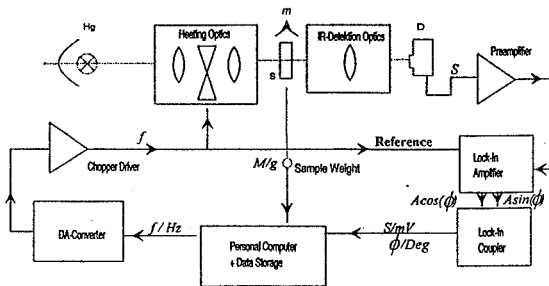 Hg
Heating Optics
m
s
IR-Detektion Optics
D
S
Preamplifier
f
Chopper Driver
M/g
Sample Weight
Reference
Lock-In
Amplifier
Acos(ϕ)
Asin(ϕ)
DA-Converter
f/Hz
Personal Computer
+ Data Storage
S/mV
ϕ/Deg
Lock-In
Coupler